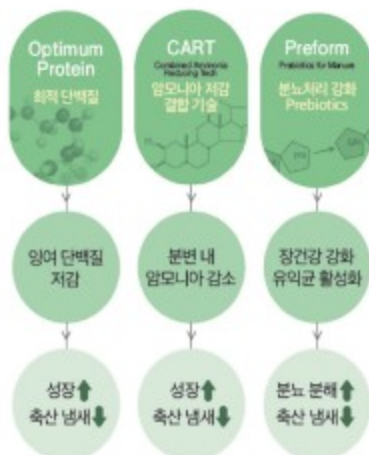 Optimum
Protein
최적 단백질
CART
Combined Ammonia
Reducing Tech
암모니아 저감
결합 기술
Preform
Prebiotics for Manure
분뇨처리 강화
Prebiotics
잉여 단백질
저감
분변 내
암모니아 감소
장건강 강화
유익균 활성화
성장⬆
축산 냄새⬇
성장⬆
축산 냄새⬇
분뇨 분해⬆
축산 냄새⬇